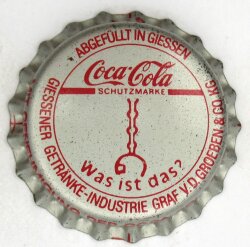 ABGEFÜLLT IN GIESSEN
Coca-Cola
SCHUTZMARKE
Was ist das?
GIESSENER GETRÄNKE-INDUSTRIE GRAF V.D. GROEBEN & CO KG.